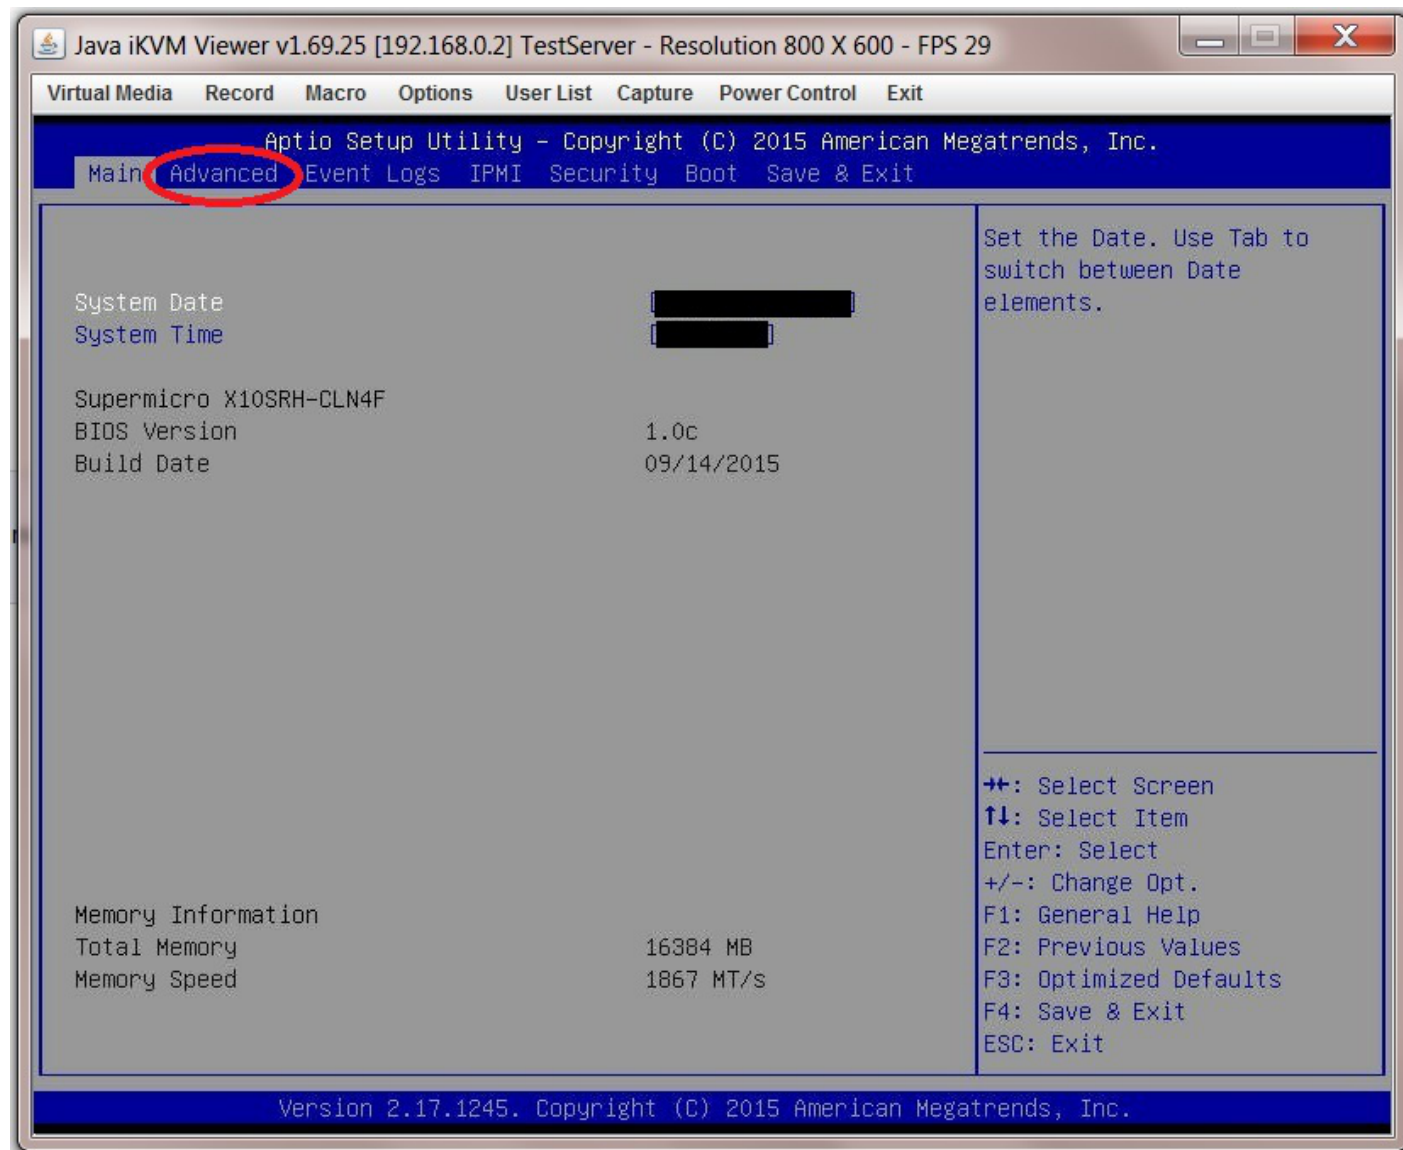 Java iKVM Viewer v1.69.25 [192.168.0.2] TestServer - Resolution 800 X 600 - FPS 29
Virtual Media Record Macro Options User List Capture Power Control Exit
Aptio Setup Utility - Copyright (C) 2015 American Megatrends, Inc.
Main Advanced Event Logs IPMI Security Boot Save & Exit
Set the Date. Use Tab to
switch between Date
elements.
System Date [ ]
System Time [ ]
Supermicro X10SRH-CLN4F
BIOS Version 1.0c
Build Date 09/14/2015
Memory Information
Total Memory 16384 MB
Memory Speed 1867 MT/s
→←: Select Screen
↑↓: Select Item
Enter: Select
+/-: Change Opt.
F1: General Help
F2: Previous Values
F3: Optimized Defaults
F4: Save & Exit
ESC: Exit
Version 2.17.1245. Copyright (C) 2015 American Megatrends, Inc.